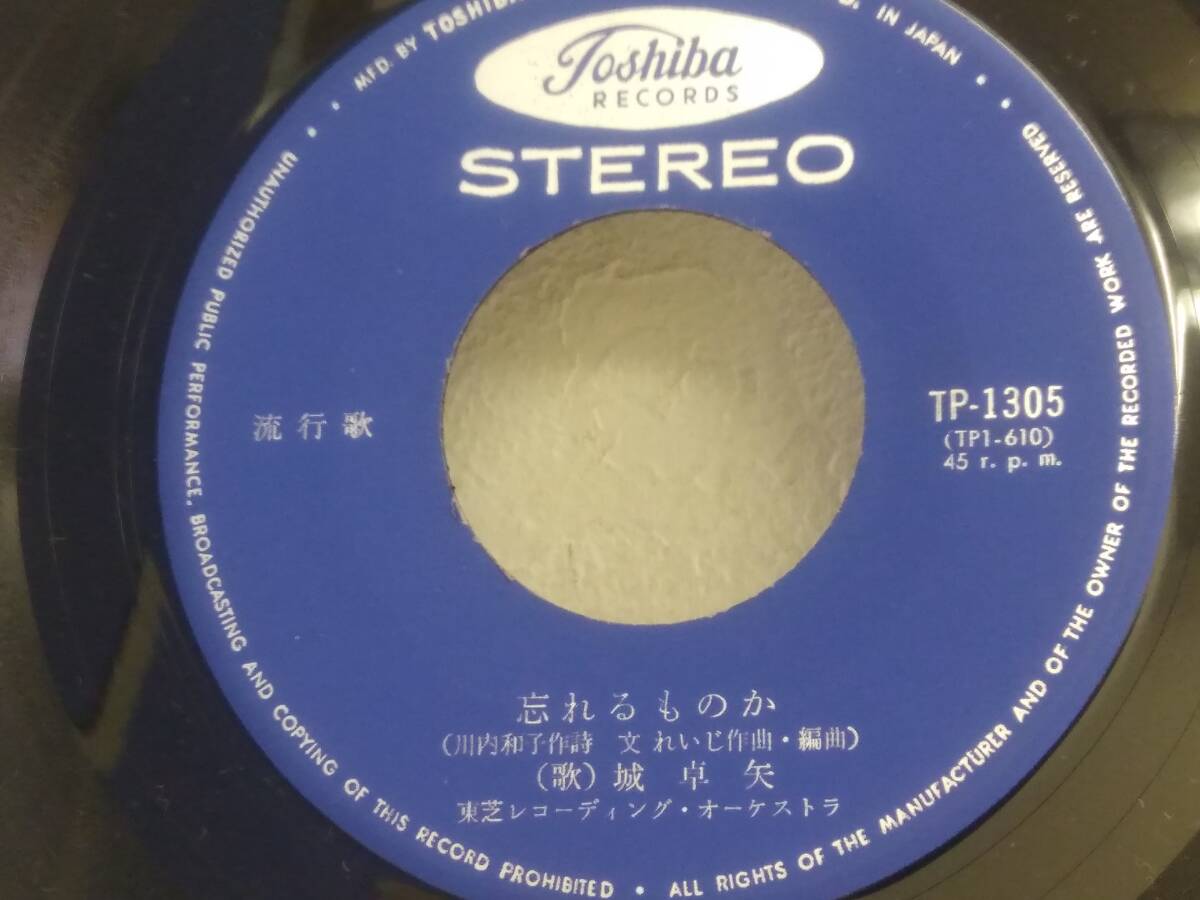 Toshiba
RECORDS
STEREO
流行歌
TP-1305
(TP1-610)
45 r. p. m.
忘れるものか
(川内和子作詩 文 れいじ作曲・編曲)
(歌) 城 卓 矢
東芝レコーディング・オーケストラ
MFD. BY TOSHIBA
IN JAPAN • • ALL RIGHTS OF THE MANUFACTURER AND OF THE OWNER OF THE RECORDED WORK ARE RESERVED
• • UNAUTHORIZED PUBLIC PERFORMANCE, BROADCASTING AND COPYING OF THIS RECORD PROHIBITED